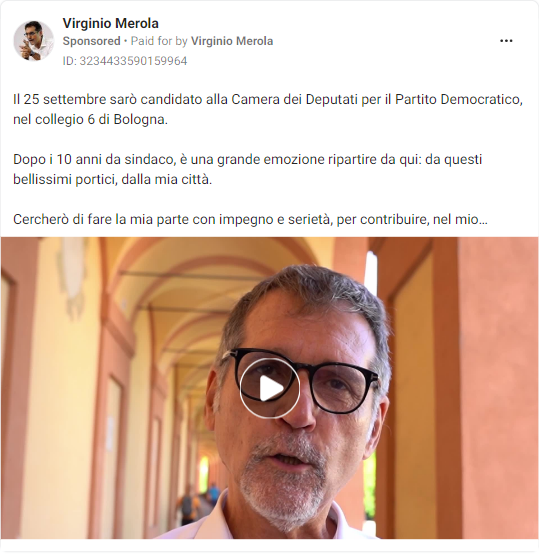 Virginio Merola
Sponsored • Paid for by Virginio Merola
ID: 3234433590159964
Il 25 settembre sarò candidato alla Camera dei Deputati per il Partito Democratico,
nel collegio 6 di Bologna.
Dopo i 10 anni da sindaco, è una grande emozione ripartire da qui: da questi
bellissimi portici, dalla mia città.
Cercherò di fare la mia parte con impegno e serietà, per contribuire, nel mio...